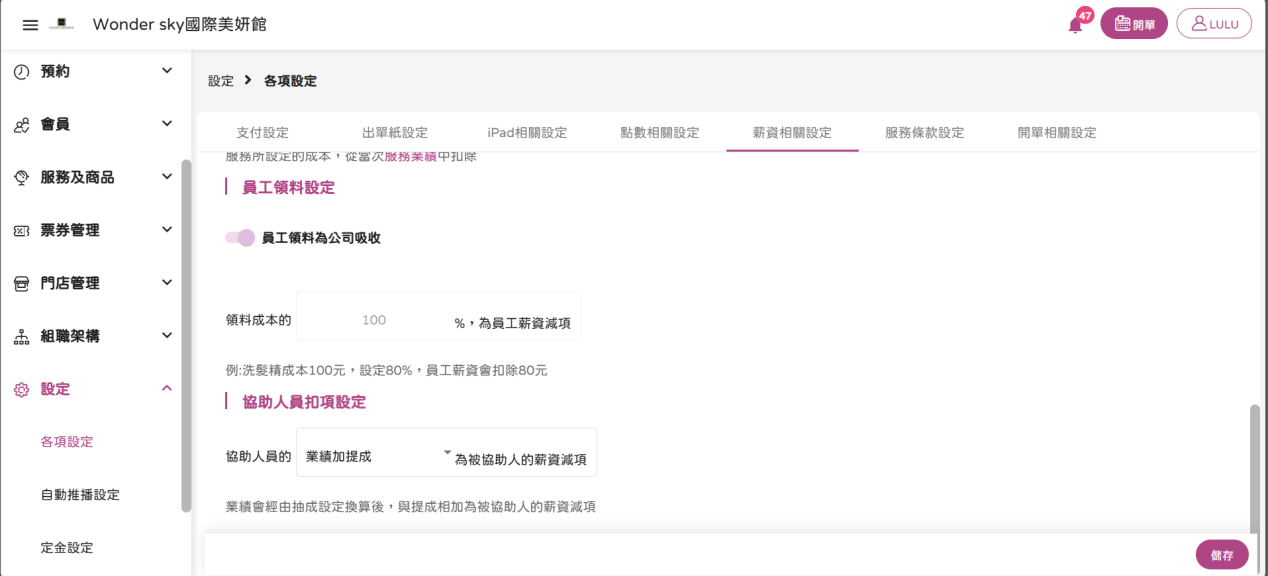 Wonder sky國際美妍館
47
開單
LULU
預約
會員
服務及商品
票券管理
門店管理
組職架構
設定
各項設定
自動推播設定
定金設定
設定 > 各項設定
支付設定 出單紙設定 iPad相關設定 點數相關設定 薪資相關設定 服務條款設定 開單相關設定
服務所設定的成本，從當次服務業績中扣除
員工領料設定
員工領料為公司吸收
領料成本的 100 %，為員工薪資減項
例:洗髮精成本100元，設定80%，員工薪資會扣除80元
協助人員扣項設定
協助人員的 業績加提成 為被協助人的薪資減項
業績會經由抽成設定換算後，與提成相加為被協助人的薪資減項
儲存